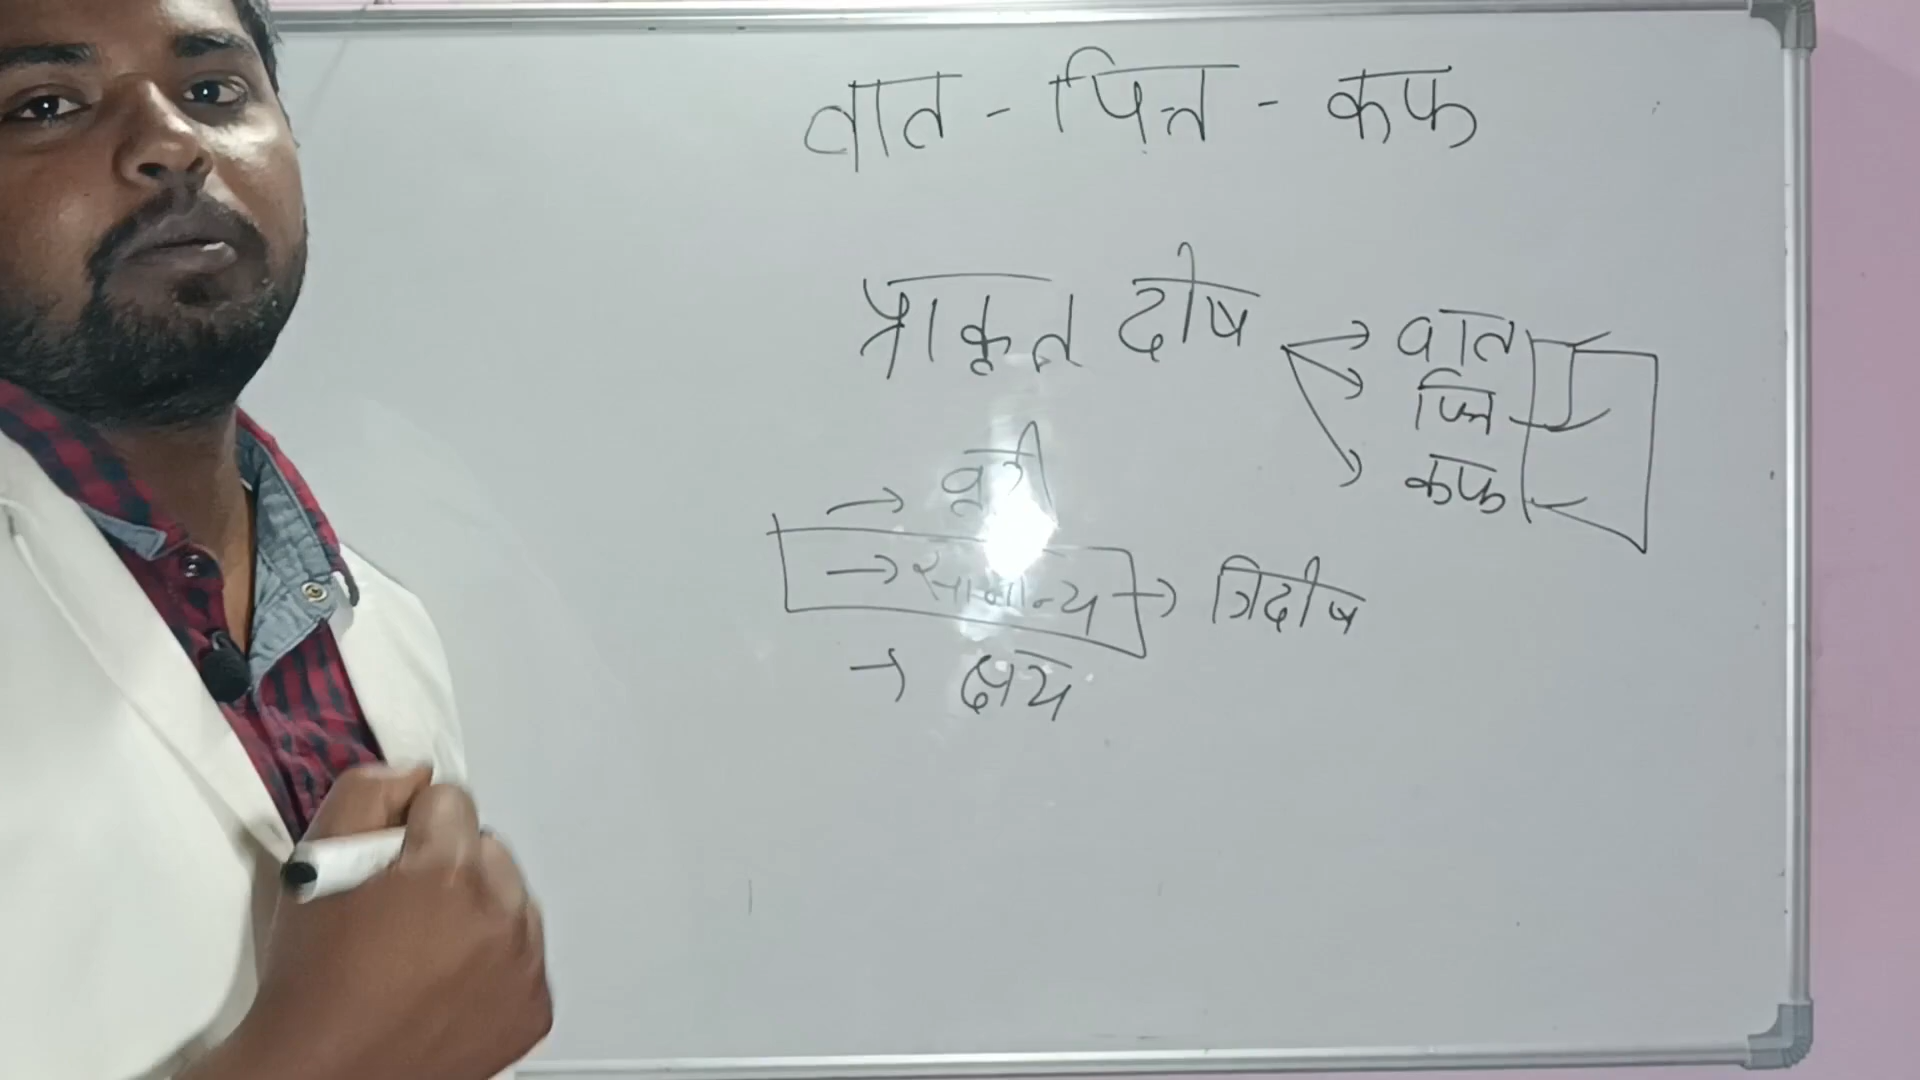 वात - पित्त - कफ
प्राकृत दोष → वात
→ पित्त
→ कफ
→
→ सामान्य → त्रिदोष
→ क्षय